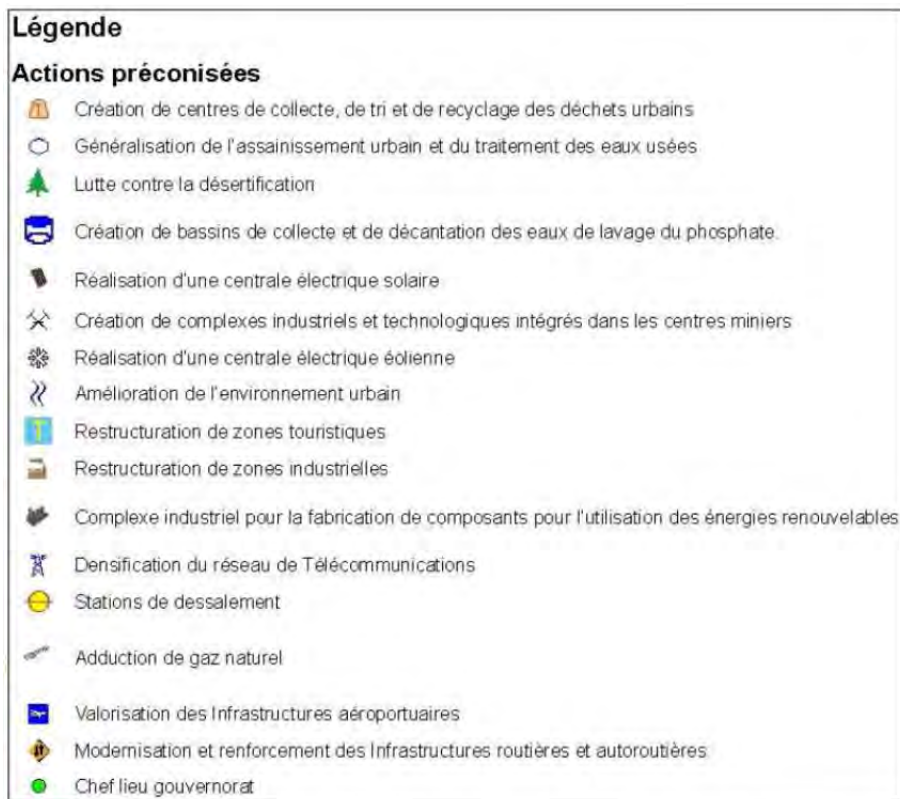 Légende
Actions préconisées
Création de centres de collecte, de tri et de recyclage des déchets urbains
Généralisation de l'assainissement urbain et du traitement des eaux usées
Lutte contre la désertification
Création de bassins de collecte et de décantation des eaux de lavage du phosphate.
Réalisation d'une centrale électrique solaire
Création de complexes industriels et technologiques intégrés dans les centres miniers
Réalisation d'une centrale électrique éolienne
Amélioration de l'environnement urbain
Restructuration de zones touristiques
Restructuration de zones industrielles
Complexe industriel pour la fabrication de composants pour l'utilisation des énergies renouvelables
Densification du réseau de Télécommunications
Stations de dessalement
Adduction de gaz naturel
Valorisation des Infrastructures aéroportuaires
Modernisation et renforcement des Infrastructures routières et autoroutières
Chef lieu gouvernorat